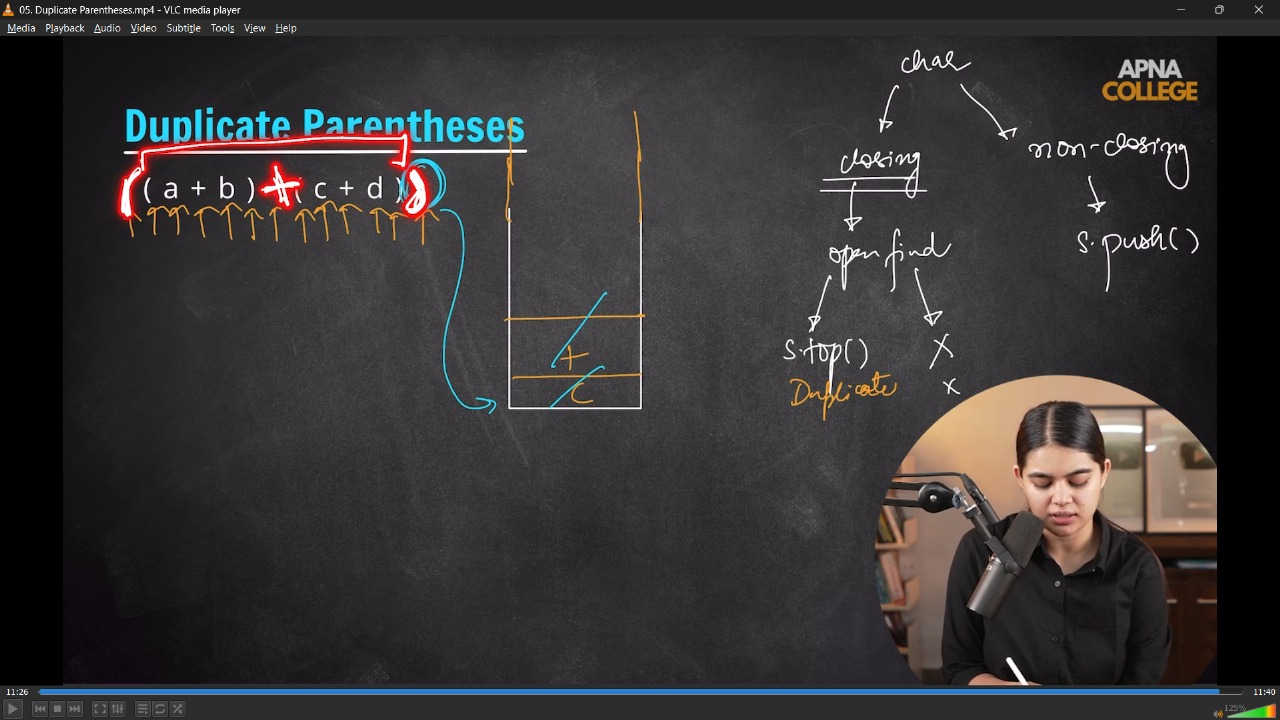 05. Duplicate Parentheses.mp4 - VLC media player
Media Playback Audio Video Subtitle Tools View Help
APNA
COLLEGE
Duplicate Parentheses
((a + b) + (c + d))
char
closing
non-closing
open find
s.push()
s.top()
X
Duplicate
x
+
C
11:26
11:40
125%